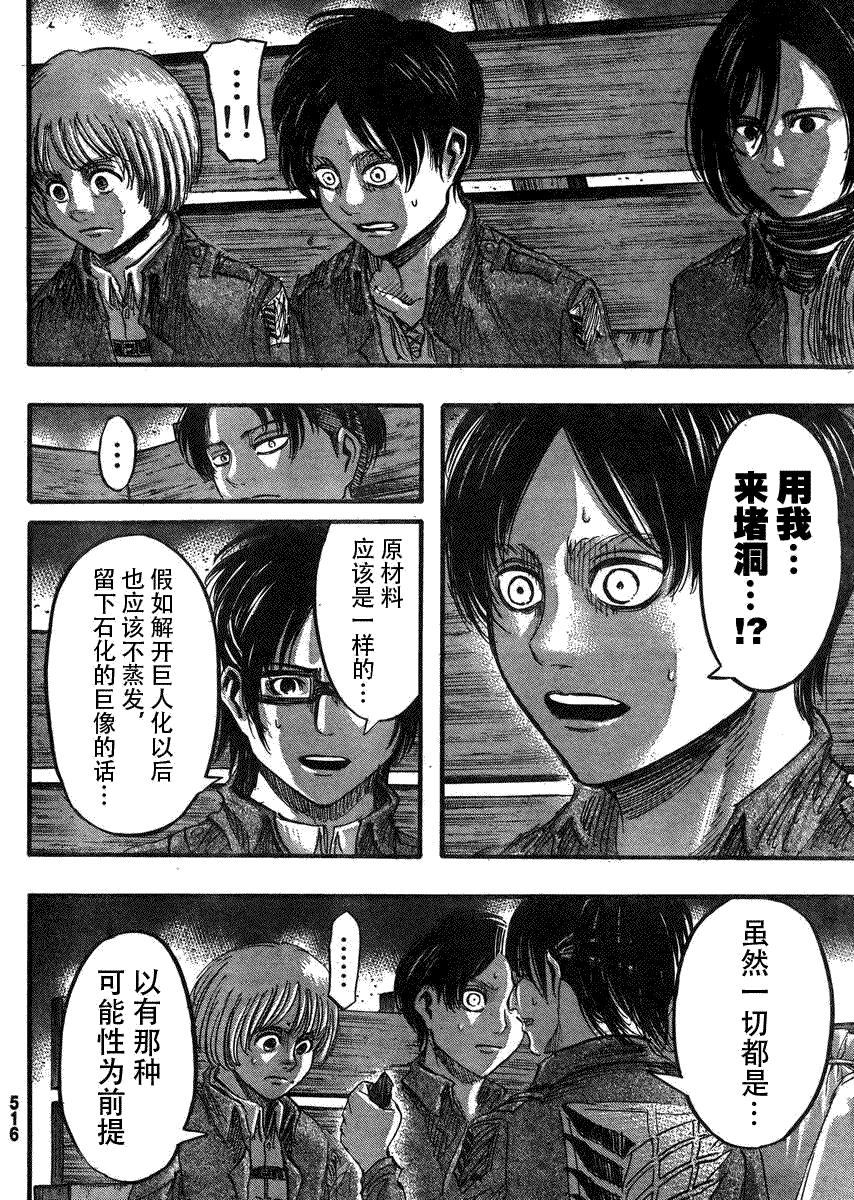 …!!
用我…
来堵洞…!?
…
原材料
应该是一样的…
假如解开巨人化以后
也应该不蒸发,
留下石化的巨像的话…
虽然一切都是…
……
以有那种
可能性为前提
516